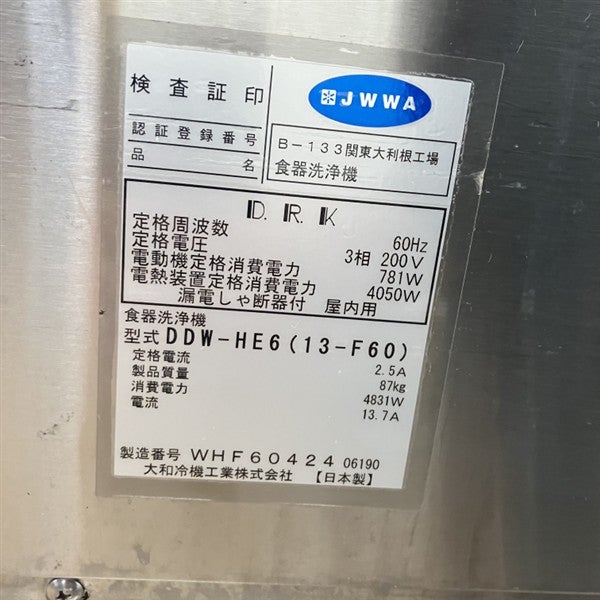 検査証印 JWWA
認証登録番号 B-133関東大利根工場
品名 食器洗浄機
D.R.K
定格周波数 60Hz
定格電圧 3相 200V
電動機定格消費電力 781W
電熱装置定格消費電力 4050W
漏電しゃ断器付 屋内用
食器洗浄機
型式 DDW-HE6(13-F60)
定格電流 2.5A
製品質量 87kg
消費電力 4831W
電流 13.7A
製造番号 WHF60424 06190
大和冷機工業株式会社 【日本製】